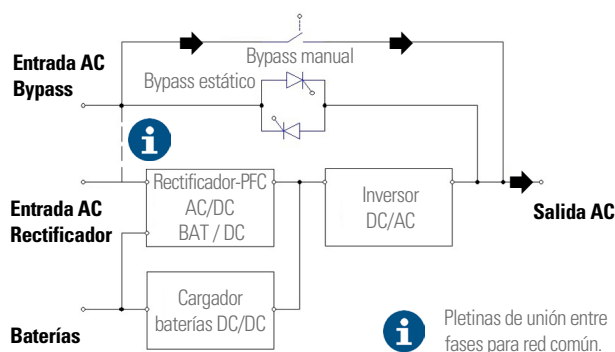 Bypass manual
Entrada AC
Bypass
Bypass estático
i
Rectificador-PFC
AC/DC
BAT / DC
Inversor
DC/AC
Entrada AC
Rectificador
Salida AC
Cargador
baterías DC/DC
Baterías
i
Pletinas de unión entre
fases para red común.